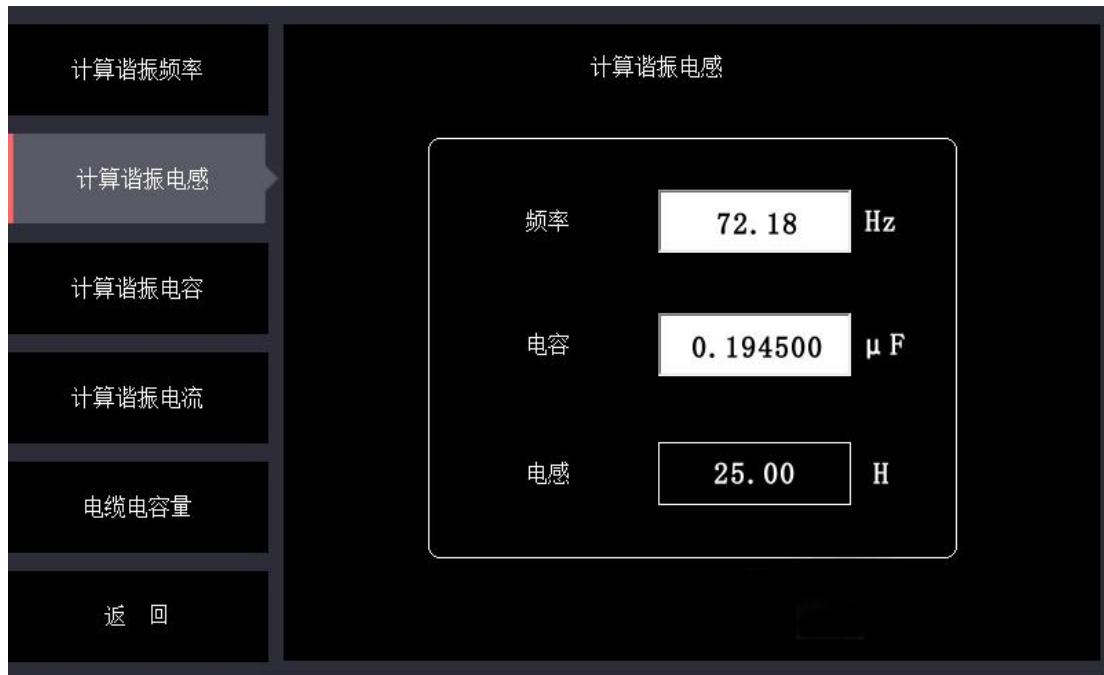 计算谐振频率
计算谐振电感
计算谐振电容
计算谐振电流
电缆电容量
返 回
计算谐振电感
频率 72.18 Hz
电容 0.194500 μF
电感 25.00 H